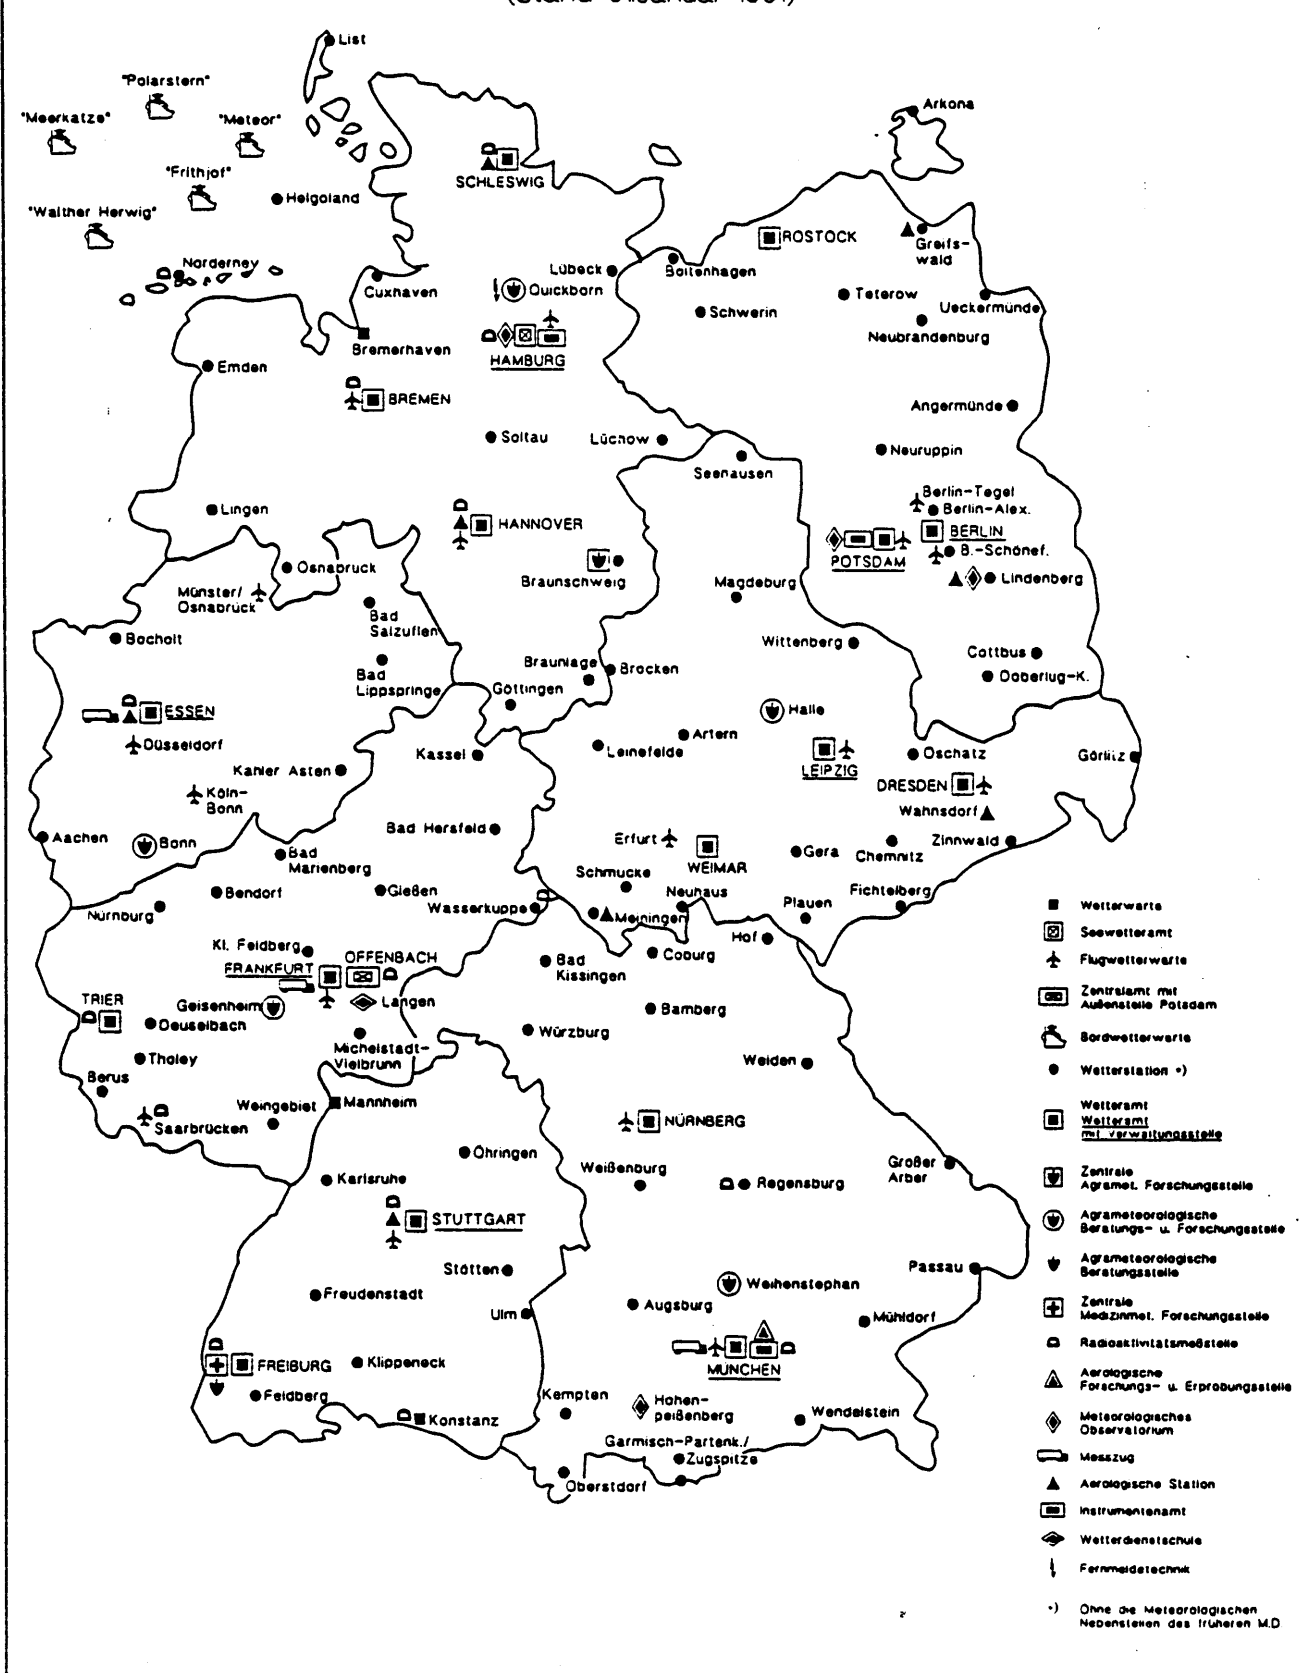 List
"Polarstern"
"Meerkatze"
"Meteor"
"Frithjof"
"Walther Herwig"
Helgoland
Arkona
SCHLESWIG
ROSTOCK
Greifs-
wald
Norderney
Cuxhaven
Lübeck
Boltenhagen
Quickborn
Schwerin
Teterow
Ueckermünde
Neubrandenburg
Bremerhaven
HAMBURG
Emden
BREMEN
Angermünde
Soltau
Lüchow
Neuruppin
Seehausen
Lingen
HANNOVER
Berlin-Tegel
Berlin-Alex.
BERLIN
B.-Schönef.
POTSDAM
Lindenberg
Osnabrück
Münster/
Osnabrück
Braunschweig
Magdeburg
Bad
Salzuflen
Bocholt
Wittenberg
Cottbus
Doberlug-K.
Bad
Lippspringe
Braunlage
Brocken
Göttingen
ESSEN
Halle
Düsseldorf
Kassel
Leinefelde
Artern
LEIPZIG
Oschatz
Görlitz
Kahler Asten
DRESDEN
Köln-
Bonn
Wahnsdorf
Aachen
Bonn
Bad Hersfeld
Erfurt
WEIMAR
Gera
Chemnitz
Zinnwald
Bad
Marienberg
Schmücke
Bendorf
Gießen
Neuhaus
Fichtelberg
Nürburg
Wasserkuppe
Meiningen
Plauen
Hof
Kl. Feldberg
OFFENBACH
Coburg
FRANKFURT
Bad
Kissingen
Langen
Geisenheim
TRIER
Deuselbach
Bamberg
Würzburg
Michelstadt-
Vielbrunn
Tholey
Weiden
Berus
Weingebiet
Mannheim
Saarbrücken
NÜRNBERG
Öhringen
Weißenburg
Großer
Arber
Karlsruhe
Regensburg
STUTTGART
Stötten
Passau
Freudenstadt
Weihenstephan
Augsburg
Ulm
Mühldorf
FREIBURG
Klippeneck
MÜNCHEN
Feldberg
Kempten
Hohen-
peißenberg
Konstanz
Wendelstein
Garmisch-Partenk./
Zugspitze
Oberstdorf
Wetterwarte
Seewetteramt
Flugwetterwarte
Zentralamt mit
Außenstelle Potsdam
Bordwetterwarte
Wetterstation *)
Wetteramt
Wetteramt
mit Verwaltungsstelle
Zentrale
Agramet. Forschungsstelle
Agrameteorologische
Beratungs- u. Forschungsstelle
Agrameteorologische
Beratungsstelle
Zentrale
Medizinmet. Forschungsstelle
Radioaktivitätsmeßstelle
Aerologische
Forschungs- u. Erprobungsstelle
Meteorologisches
Observatorium
Messzug
Aerologische Station
Instrumentenamt
Wetterdienstschule
Fernmeldetechnik
*) Ohne die Meteorologischen
Nebenstellen des früheren M.D